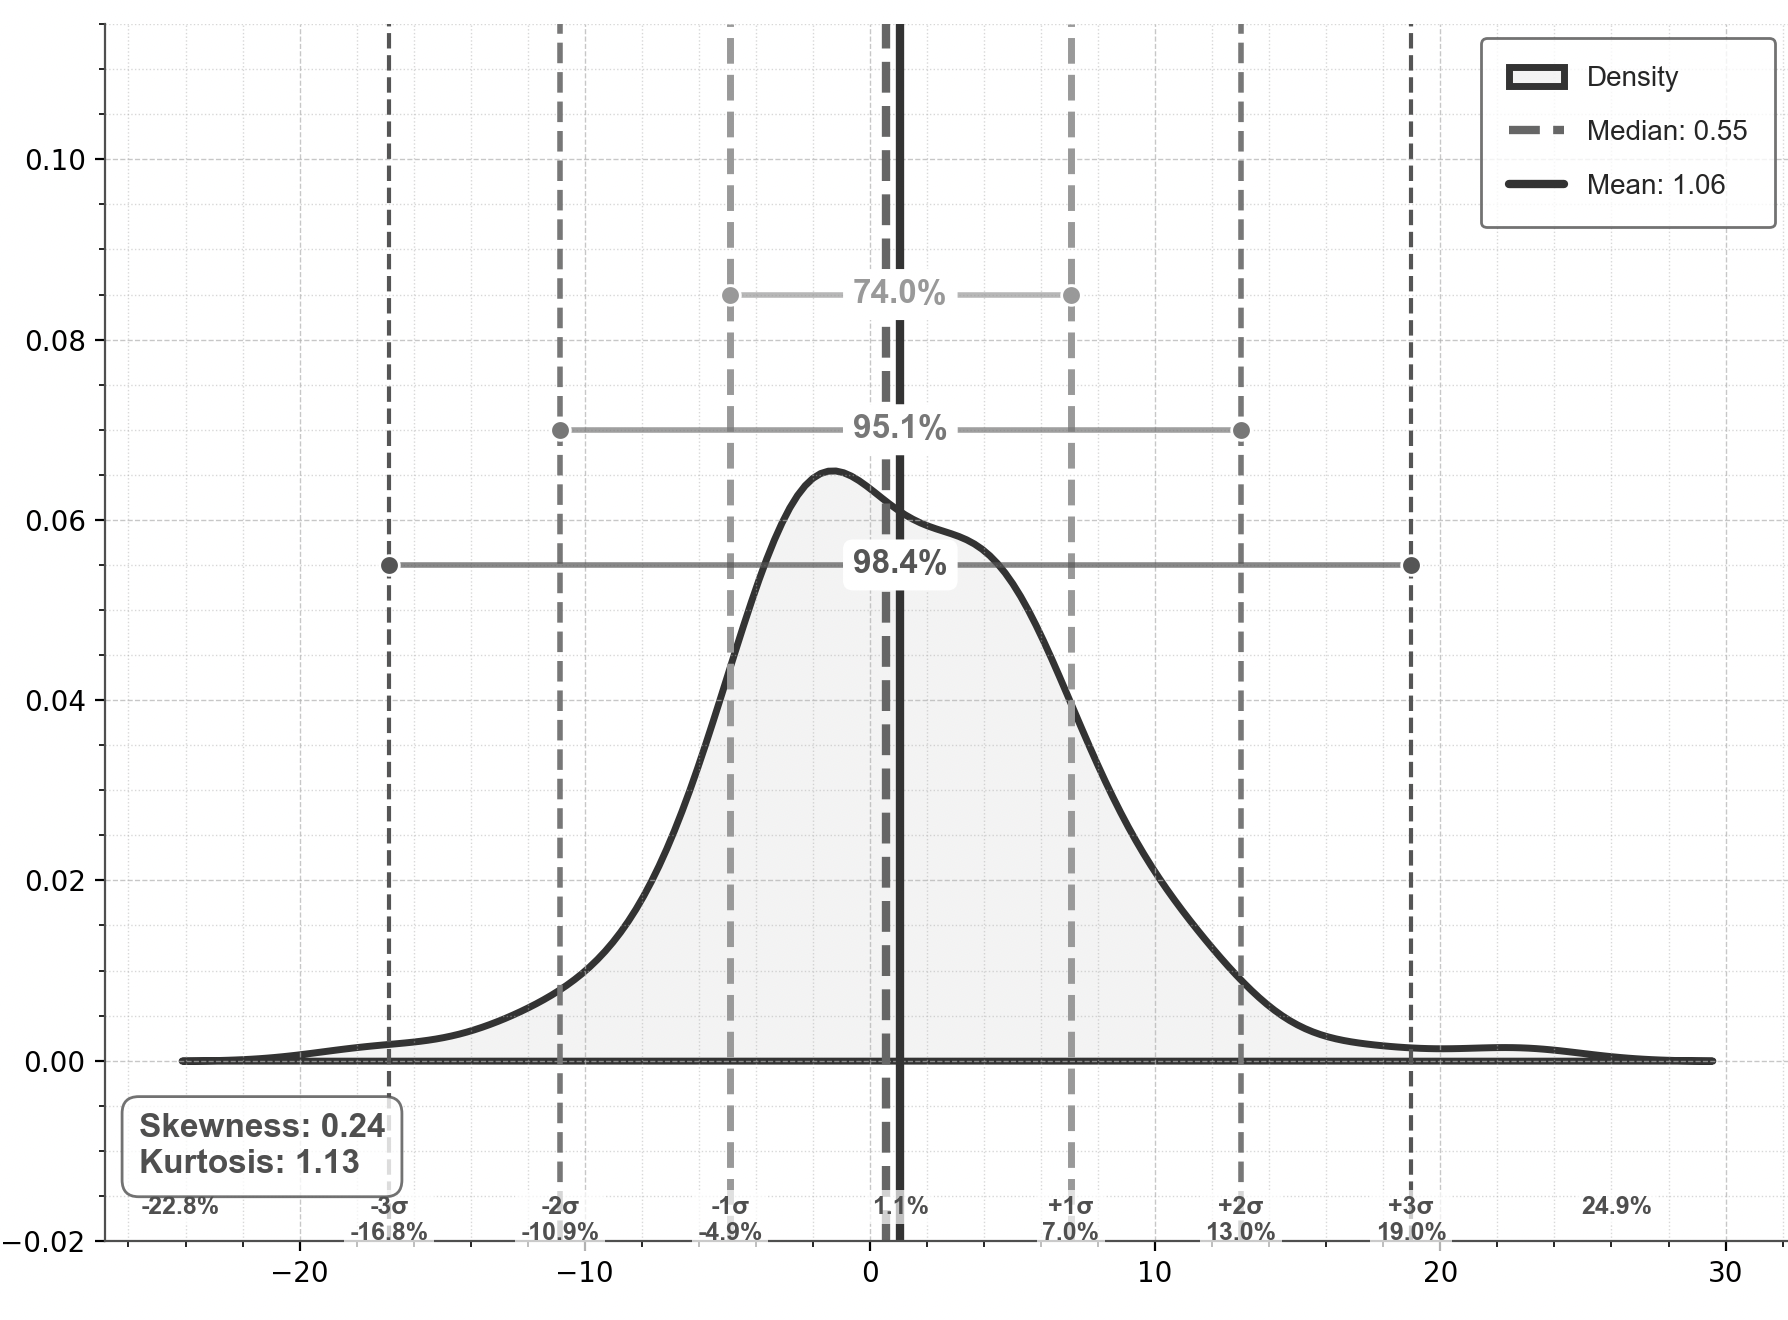 Density
Median: 0.55
Mean: 1.06
0.10
0.08
0.06
0.04
0.02
0.00
−0.02
74.0%
95.1%
98.4%
Skewness: 0.24
Kurtosis: 1.13
-22.8% -3σ -2σ -1σ 1.1% +1σ +2σ +3σ 24.9%
-16.8% -10.9% -4.9% 7.0% 13.0% 19.0%
−20 −10 0 10 20 30